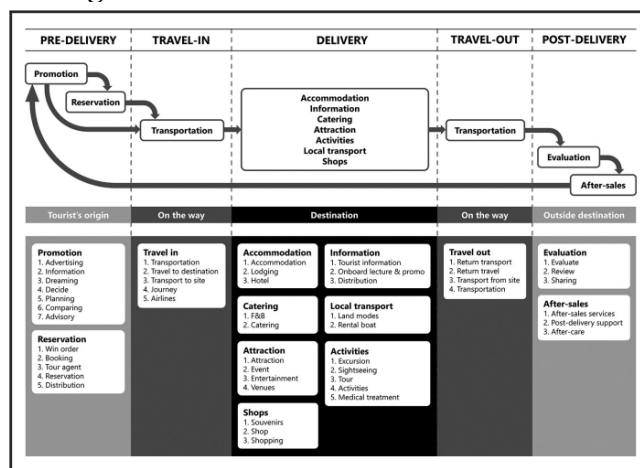 PRE-DELIVERY TRAVEL-IN DELIVERY TRAVEL-OUT POST-DELIVERY
Promotion
Reservation
Transportation
Accommodation
Information
Catering
Attraction
Activities
Local transport
Shops
Transportation
Evaluation
After-sales
Tourist's origin On the way Destination On the way Outside destination
Promotion
1. Advertising
2. Information
3. Dreaming
4. Decide
5. Planning
6. Comparing
7. Advisory
Reservation
1. Win order
2. Booking
3. Tour agent
4. Reservation
5. Distribution
Travel in
1. Transportation
2. Travel to destination
3. Transport to site
4. Journey
5. Airlines
Accommodation
1. Accommodation
2. Lodging
3. Hotel
Catering
1. F&B
2. Catering
Attraction
1. Attraction
2. Event
3. Entertainment
4. Venues
Shops
1. Souvenirs
2. Shop
3. Shopping
Information
1. Tourist information
2. Onboard lecture & promo
3. Distribution
Local transport
1. Land modes
2. Rental boat
Activities
1. Excursion
2. Sightseeing
3. Tour
4. Activities
5. Medical treatment
Travel out
1. Return transport
2. Return travel
3. Transport from site
4. Transportation
Evaluation
1. Evaluate
2. Review
3. Sharing
After-sales
1. After-sales services
2. Post-delivery support
3. After-care